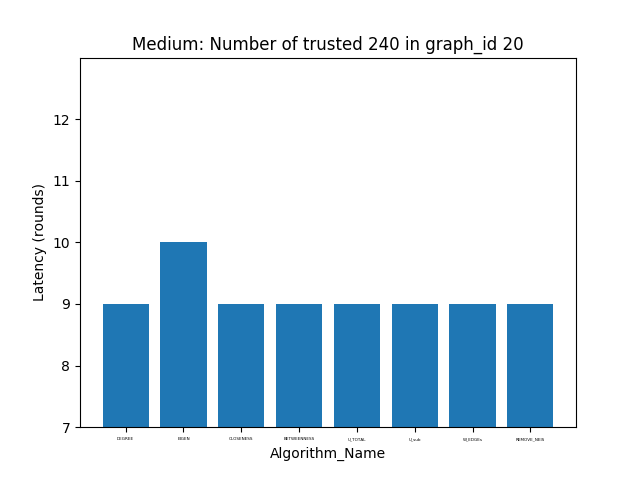 Medium: Number of trusted 240 in graph_id 20
Latency (rounds)
12
11
10
9
8
7
DEGREE EIGEN CLOSENESS BETWEENNESS U_TOTAL U_sub W_EDGEs REMOVE_NEIS
Algorithm_Name